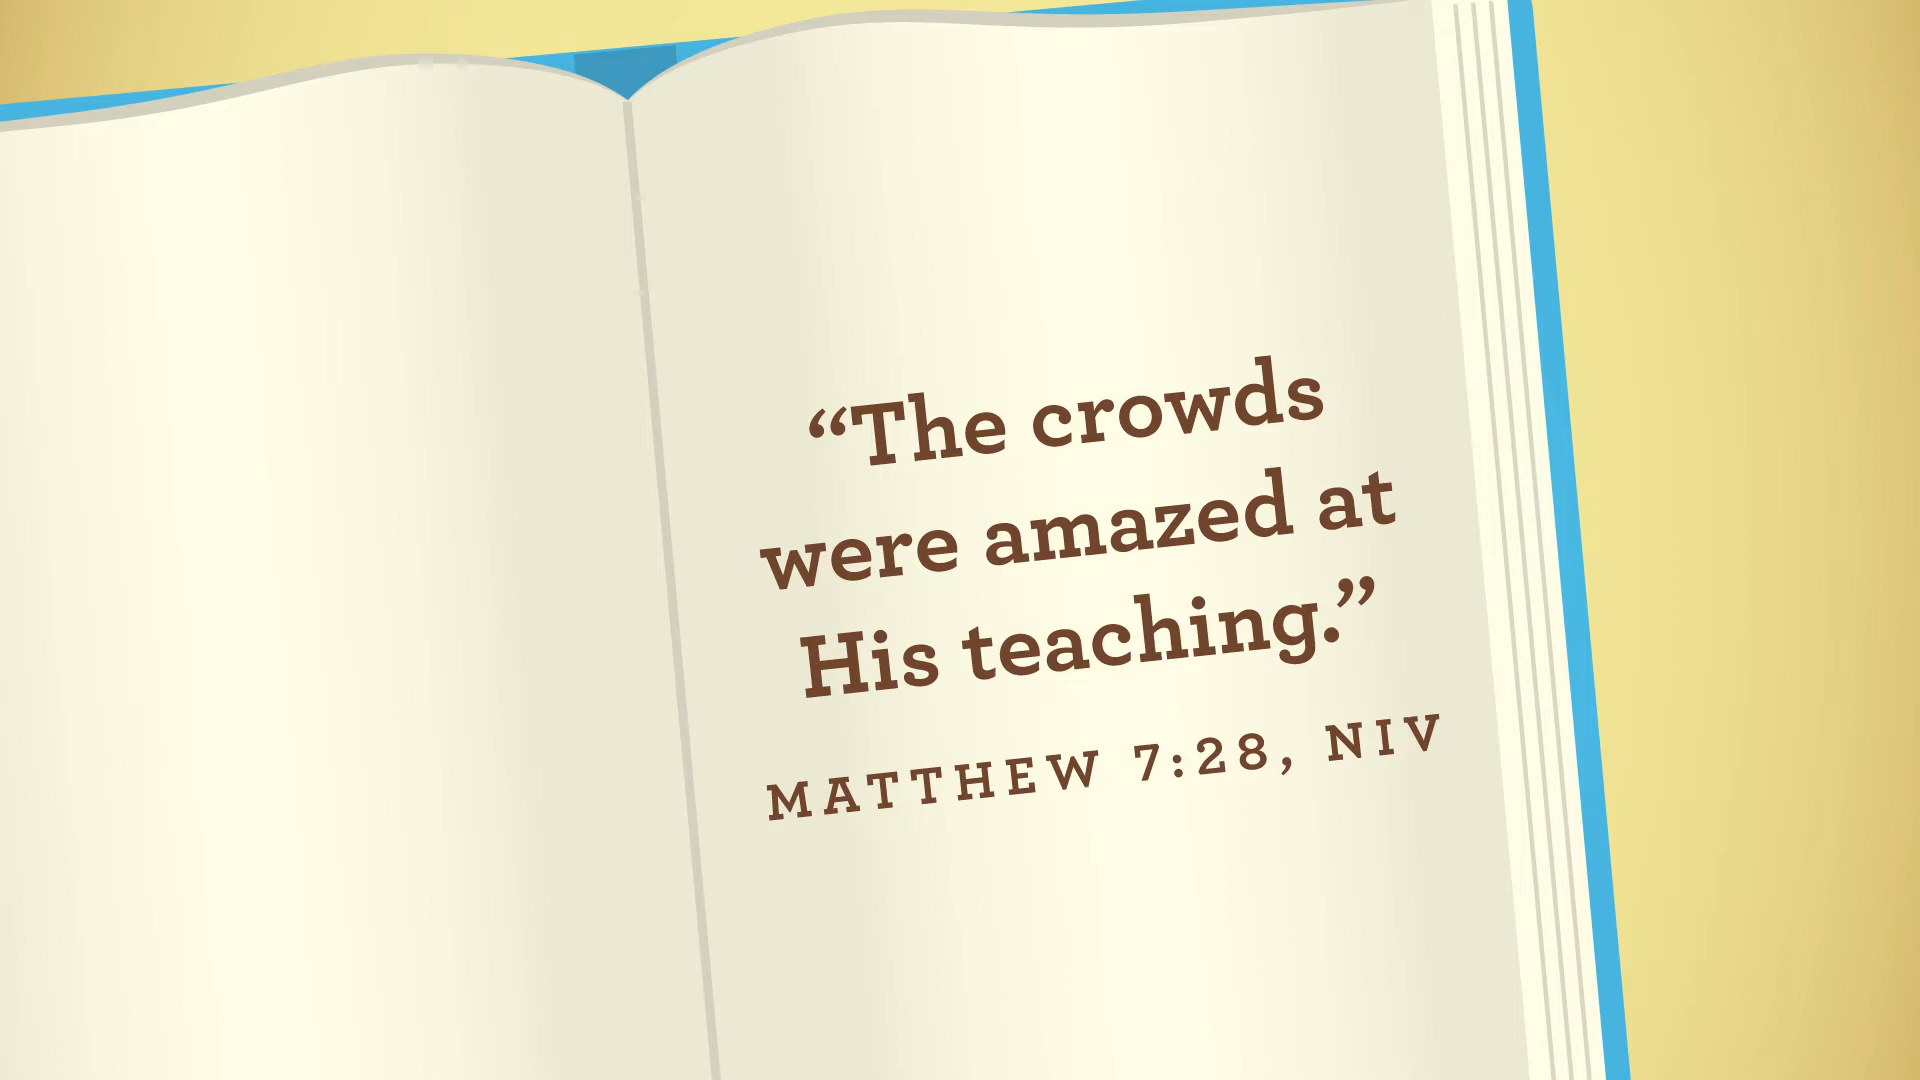 “The crowds
were amazed at
His teaching.”
MATTHEW 7:28, NIV